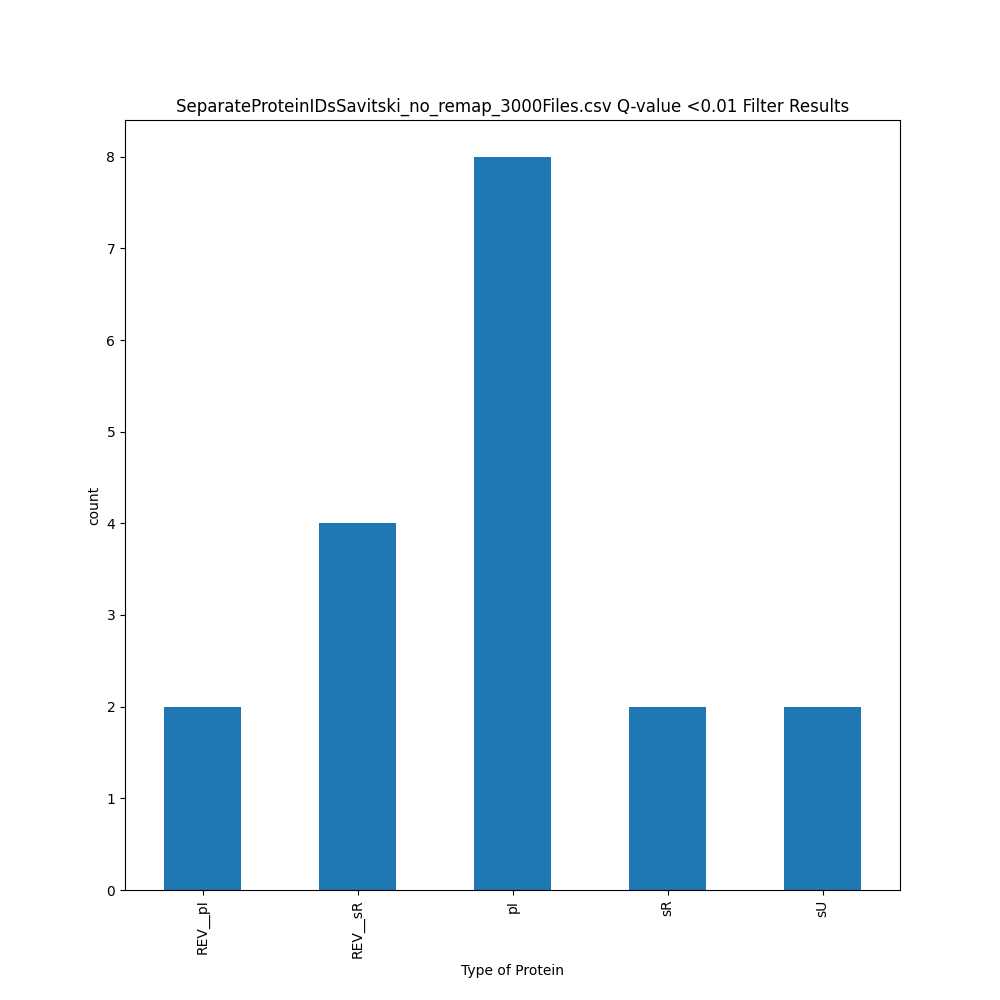 SeparateProteinIDsSavitski_no_remap_3000Files.csv Q-value <0.01 Filter Results
8
7
6
5
4
3
2
1
0
count
REV__pI
REV__sR
pI
sR
sU
Type of Protein